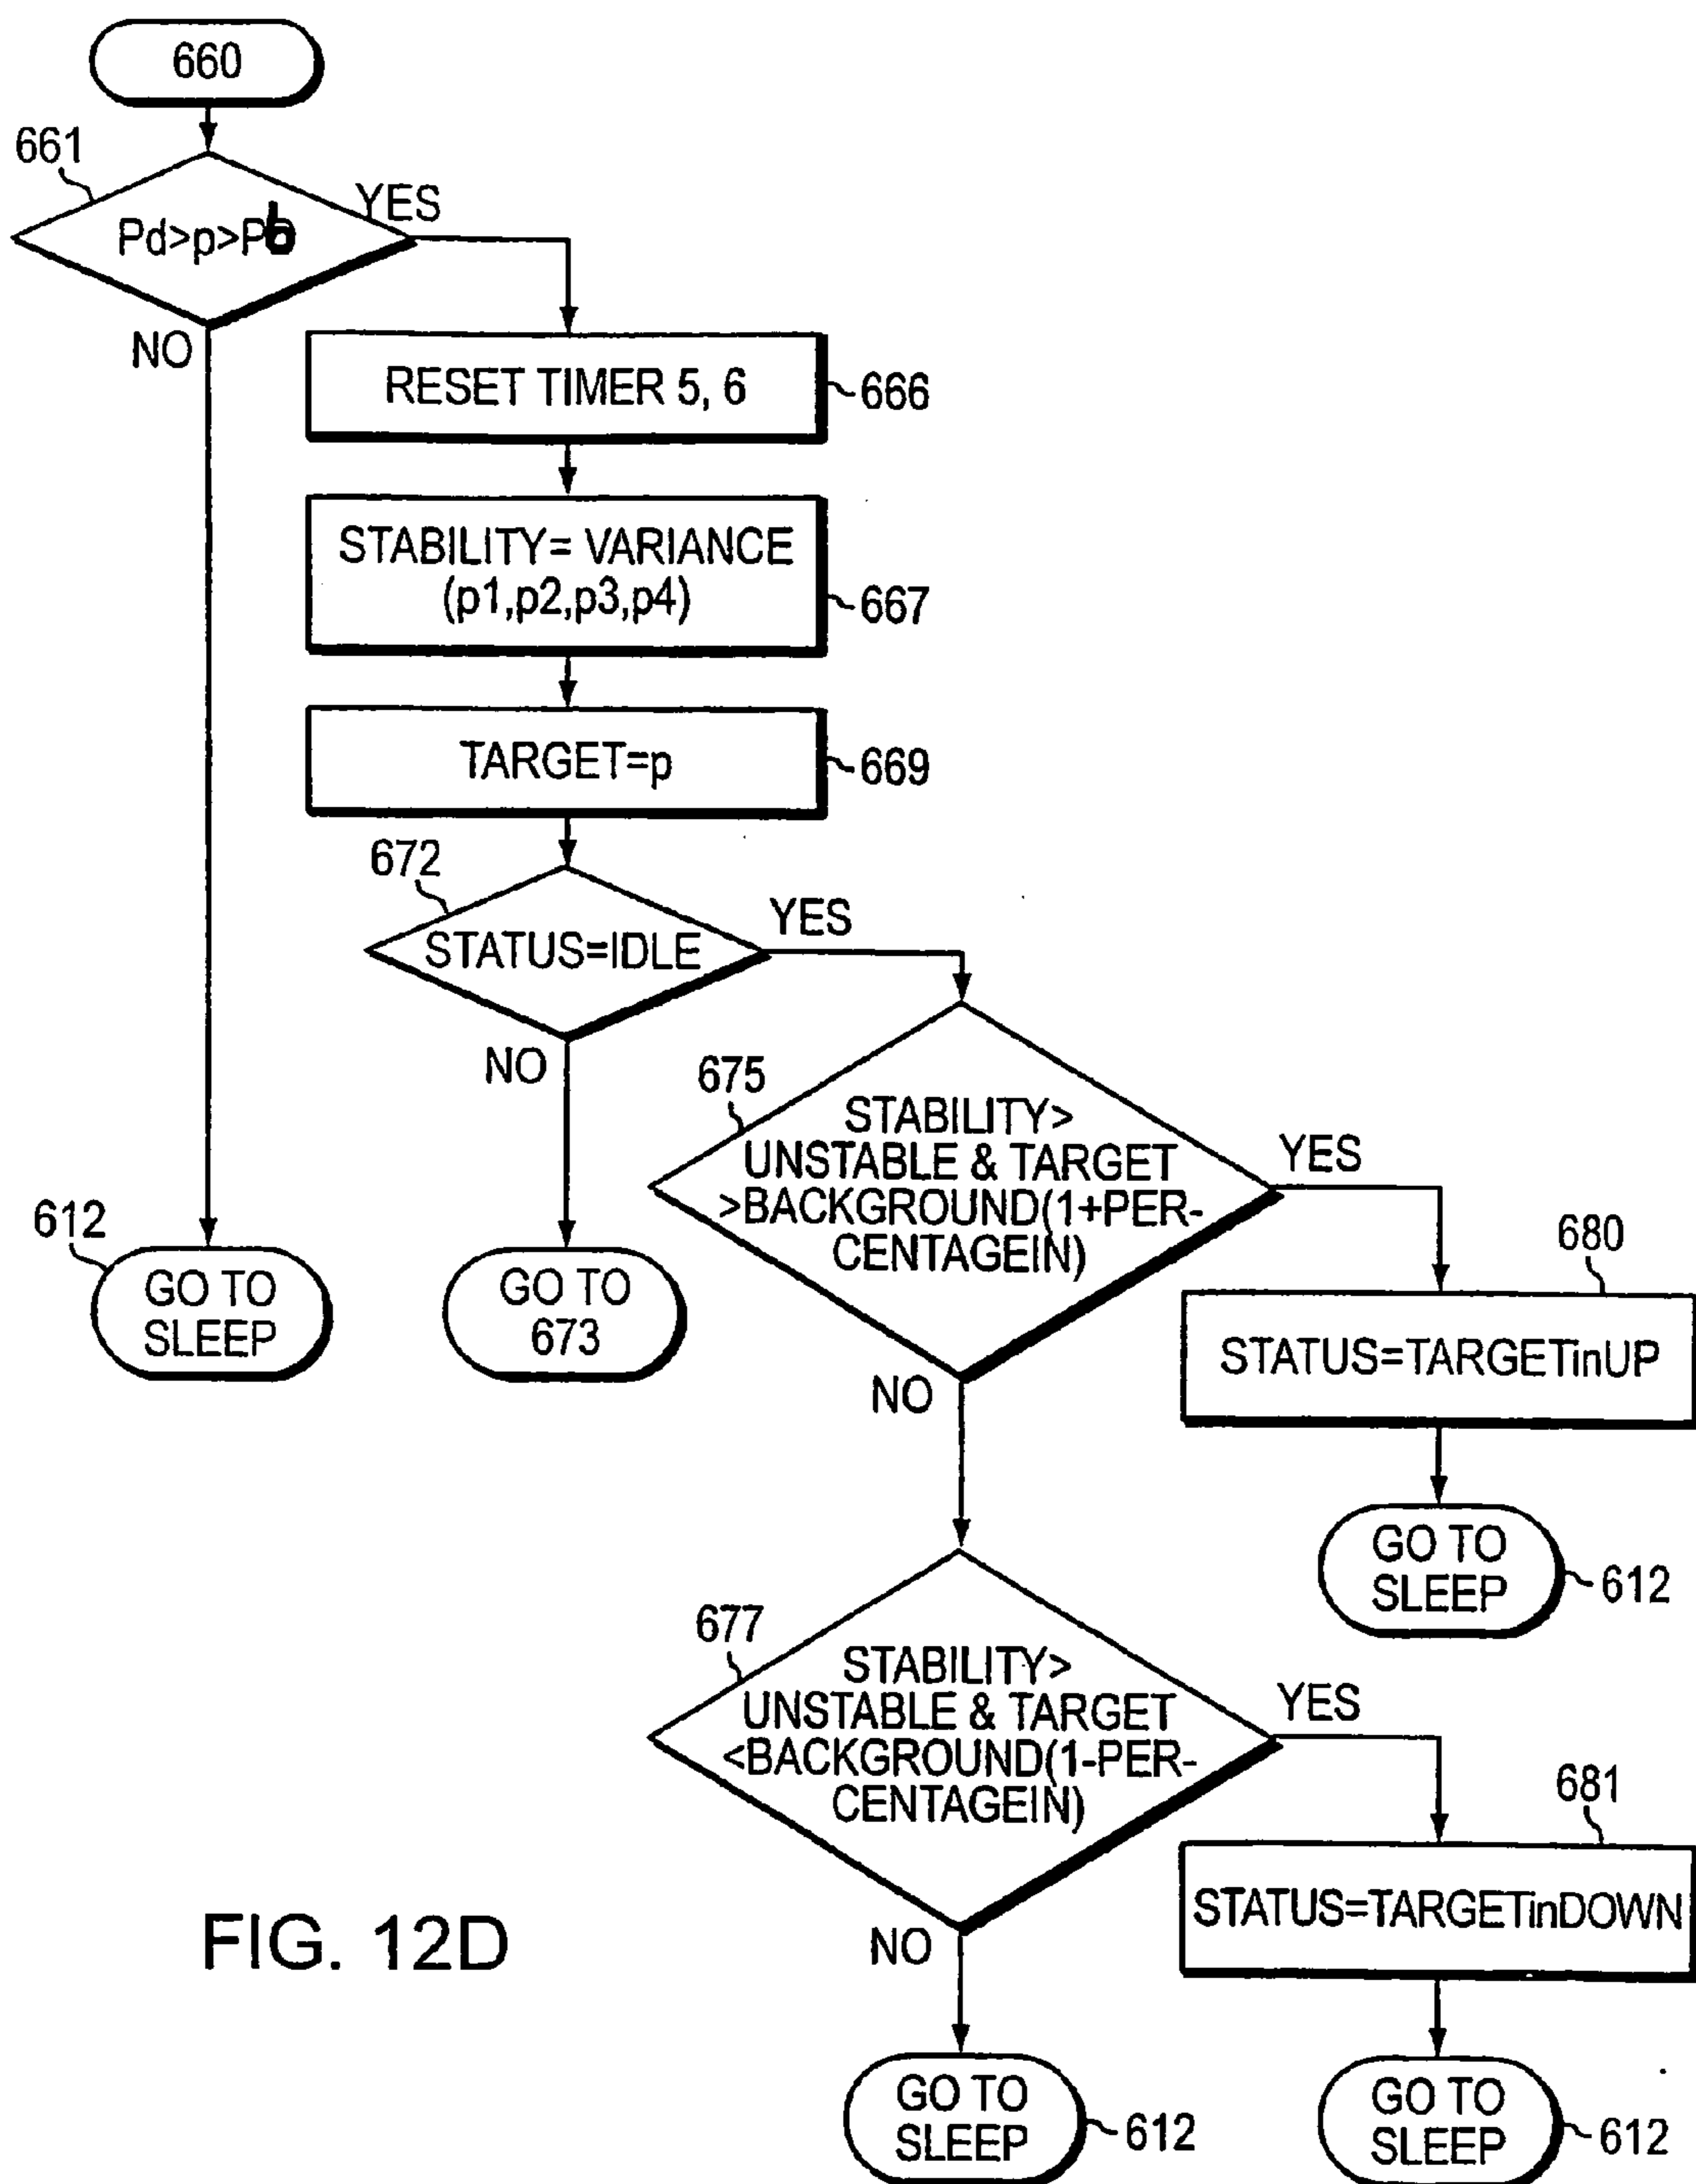 660
661
YES
Pd>p>Pb
NO
RESET TIMER 5, 6
666
STABILITY= VARIANCE
(p1,p2,p3,p4)
667
TARGET=p
669
672
YES
STATUS=IDLE
NO
675
STABILITY>
UNSTABLE & TARGET
>BACKGROUND(1+PER-
CENTAGEIN)
YES
NO
612
GO TO
SLEEP
GO TO
673
680
STATUS=TARGETinUP
GO TO
SLEEP
612
677
STABILITY>
UNSTABLE & TARGET
<BACKGROUND(1-PER-
CENTAGEIN)
YES
NO
681
STATUS=TARGETinDOWN
GO TO
SLEEP
612
GO TO
SLEEP
612
FIG. 12D